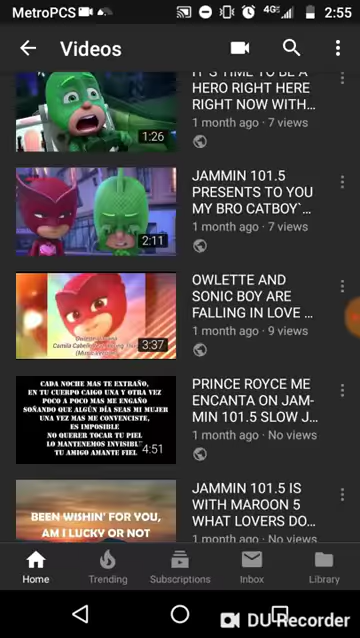 MetroPCS
4G
2:55
Videos
IT'S TIME TO BE A
HERO RIGHT HERE
RIGHT NOW WITH...
1 month ago · 7 views
1:26
JAMMIN 101.5
PRESENTS TO YOU
MY BRO CATBOY`...
1 month ago · 7 views
2:11
OWLETTE AND
SONIC BOY ARE
FALLING IN LOVE ...
1 month ago · 9 views
Camila Cabello
(Music
3:37
PRINCE ROYCE ME
ENCANTA ON JAM-
MIN 101.5 SLOW J...
1 month ago · No views
CADA NOCHE MAS TE EXTRAÑO,
EN TU CUERPO CAIGO UNA Y OTRA VEZ
POCO A POCO MAS ME ENGAÑO
SOÑANDO QUE ALGÚN DÍA SEAS MI MUJER
UNA VEZ MAS ME CONVENCISTE,
ES IMPOSIBLE
NO QUERER TOCAR TU PIEL
LO MANTENEMOS INVISIBL
TU AMIGO AMANTE FIEL
4:51
JAMMIN 101.5 IS
WITH MAROON 5
WHAT LOVERS DO...
1 month ago · No views
BEEN WISHIN' FOR YOU,
AM I LUCKY OR NOT
Home
Trending
Subscriptions
Inbox
Library
DU Recorder